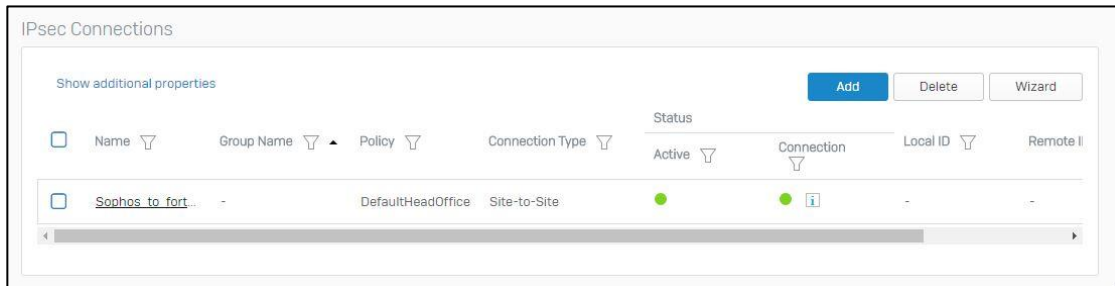 IPsec Connections
Show additional properties
Add Delete Wizard
Status
Name Group Name Policy Connection Type Active Connection Local ID Remote I
Sophos_to_fort... - DefaultHeadOffice Site-to-Site i - -